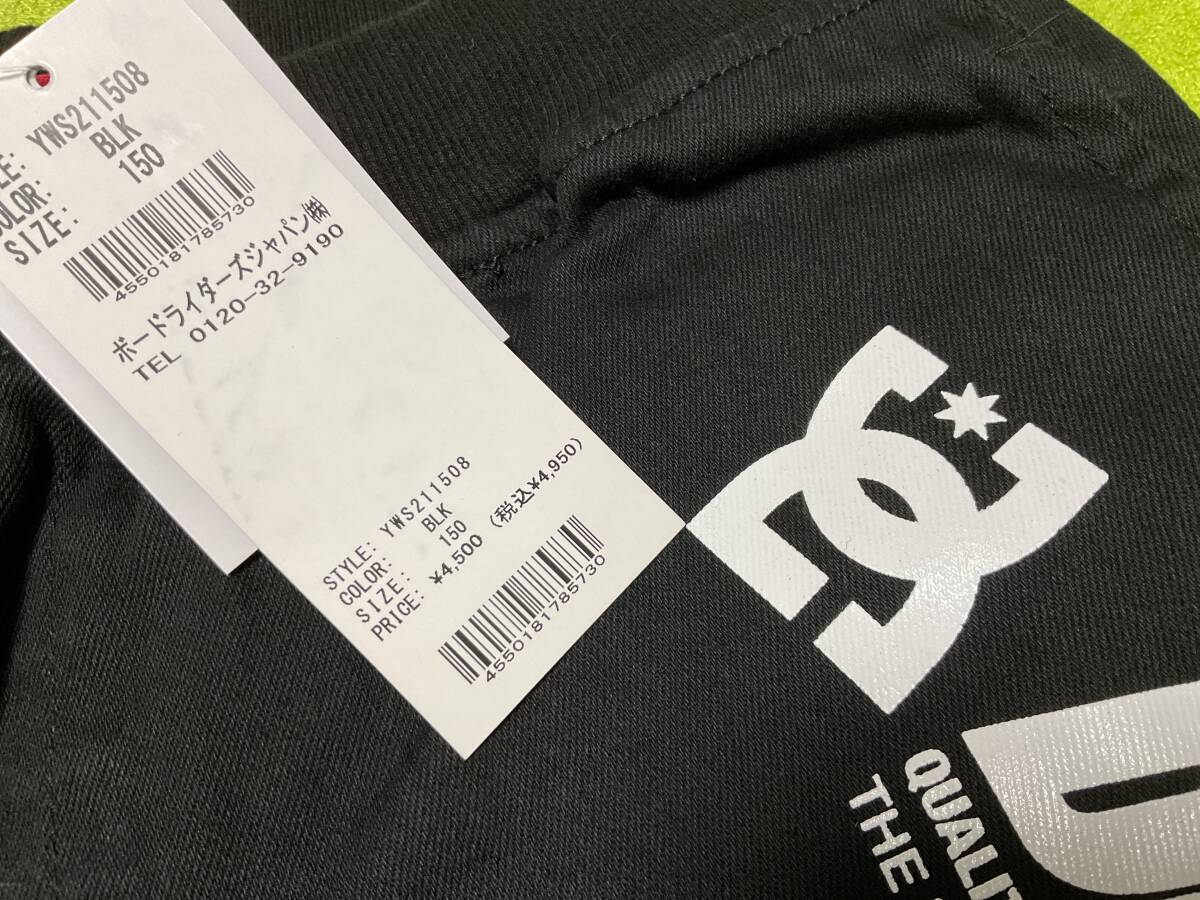 LE: YWS211508
COLOR: BLK
SIZE: 150
4550181785730
ボードライダーズジャパン㈱
TEL 0120-32-9190
STYLE: YWS211508
COLOR: BLK
SIZE: 150
PRICE: ¥4,500 (税込¥4,950)
4550181785730
DC
QUALIT
THE